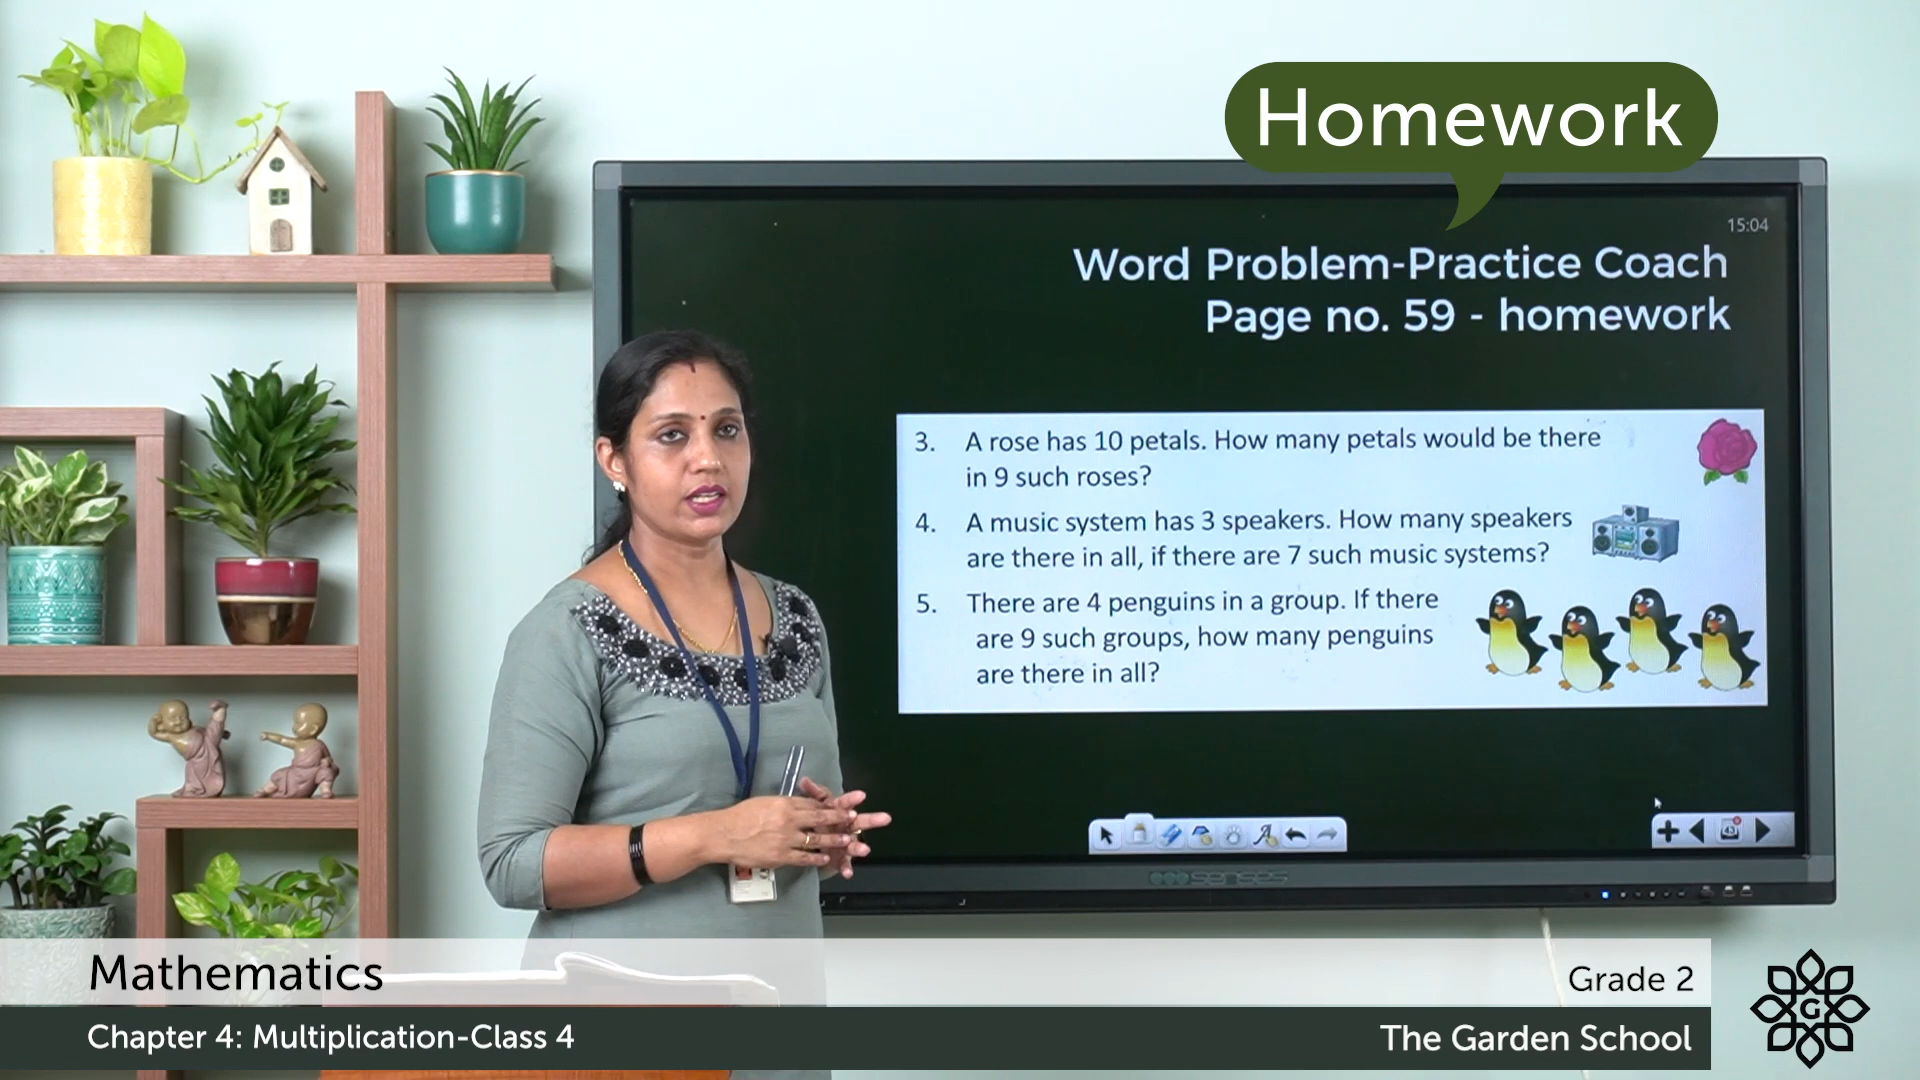 Homework
15:04
Word Problem-Practice Coach
Page no. 59 - homework
3. A rose has 10 petals. How many petals would be there
in 9 such roses?
4. A music system has 3 speakers. How many speakers
are there in all, if there are 7 such music systems?
5. There are 4 penguins in a group. If there
are 9 such groups, how many penguins
are there in all?
43
senses
Mathematics
Grade 2
Chapter 4: Multiplication-Class 4
The Garden School
G